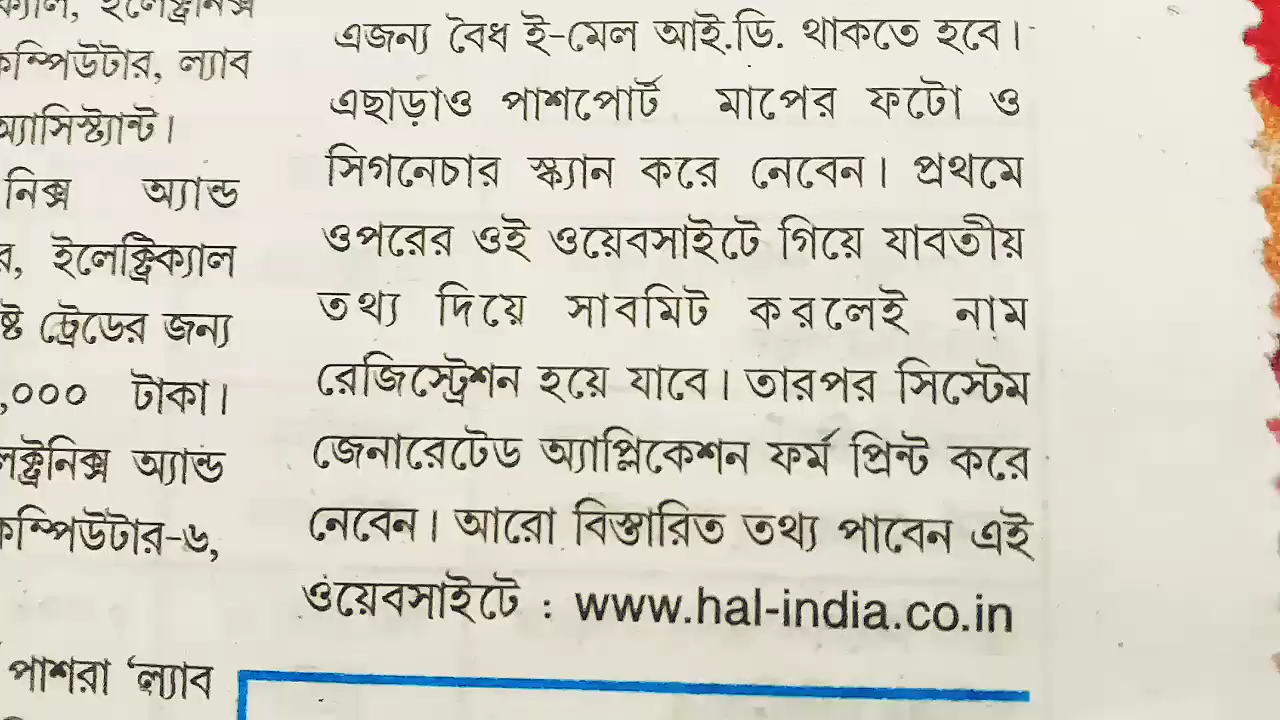 কম্পিউটার, ল্যাব
অ্যাসিস্ট্যান্ট।
নিক্স অ্যান্ড
র, ইলেক্ট্রিক্যাল
ষ্ট ট্রেডের জন্য
,০০০ টাকা।
লেক্ট্রনিক্স অ্যান্ড
কম্পিউটার-৬,
পাশরা ‘ল্যাব
এজন্য বৈধ ই-মেল আই.ডি. থাকতে হবে।
এছাড়াও পাশপোর্ট মাপের ফটো ও
সিগনেচার স্ক্যান করে নেবেন। প্রথমে
ওপরের ওই ওয়েবসাইটে গিয়ে যাবতীয়
তথ্য দিয়ে সাবমিট করলেই নাম
রেজিস্ট্রেশন হয়ে যাবে। তারপর সিস্টেম
জেনারেটেড অ্যাপ্লিকেশন ফর্ম প্রিন্ট করে
নেবেন। আরো বিস্তারিত তথ্য পাবেন এই
ওয়েবসাইটে : www.hal-india.co.in